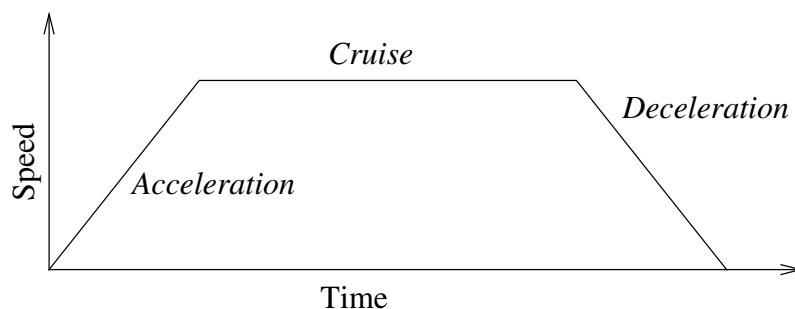 Cruise
Deceleration
Speed
Acceleration
Time